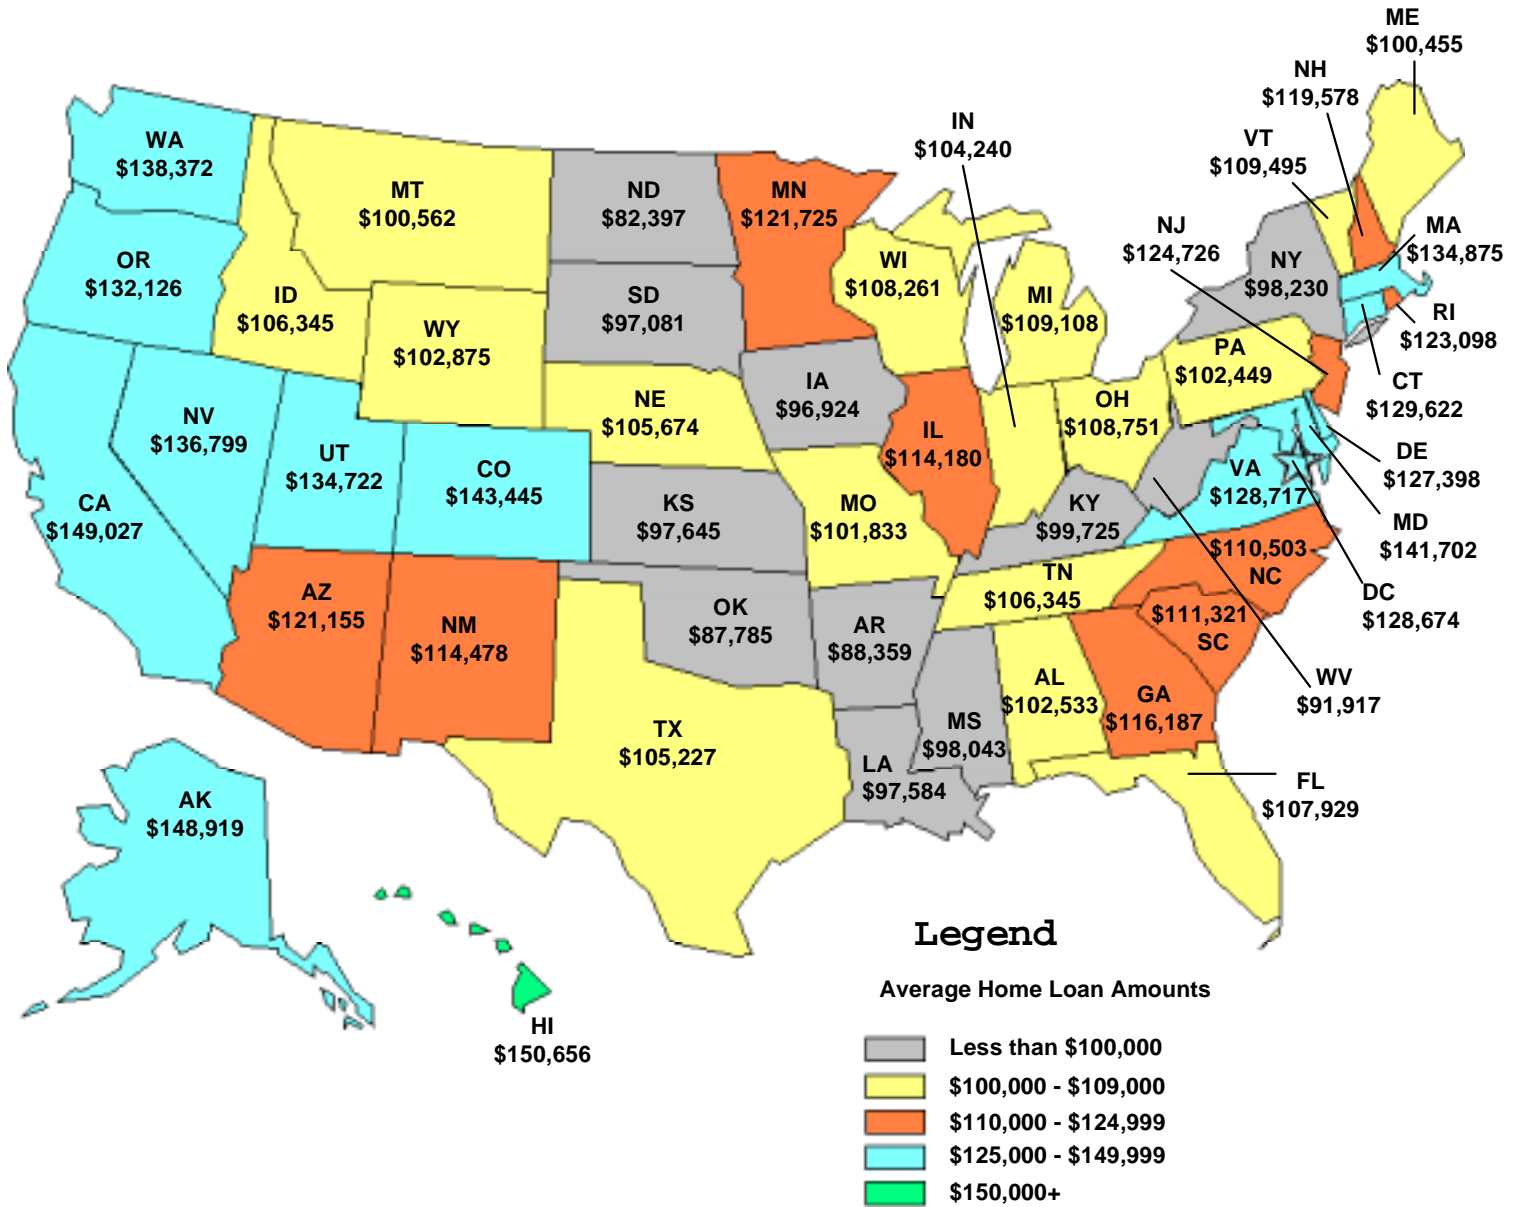 ME
$100,455
NH
$119,578
IN
$104,240
VT
$109,495
WA
$138,372
MT
$100,562
ND
$82,397
MN
$121,725
NJ
$124,726
MA
$134,875
OR
$132,126
WI
$108,261
NY
$98,230
ID
$106,345
SD
$97,081
MI
$109,108
RI
$123,098
WY
$102,875
PA
$102,449
IA
$96,924
CT
$129,622
NV
$136,799
NE
$105,674
OH
$108,751
IL
$114,180
UT
$134,722
CO
$143,445
DE
$127,398
VA
$128,717
CA
$149,027
KS
$97,645
MO
$101,833
KY
$99,725
MD
$141,702
$110,503
NC
AZ
$121,155
TN
$106,345
DC
$128,674
OK
$87,785
AR
$88,359
NM
$114,478
$111,321
SC
WV
$91,917
AL
$102,533
GA
$116,187
TX
$105,227
MS
$98,043
LA
$97,584
FL
$107,929
AK
$148,919
HI
$150,656
Legend
Average Home Loan Amounts
Less than $100,000
$100,000 - $109,000
$110,000 - $124,999
$125,000 - $149,999
$150,000+